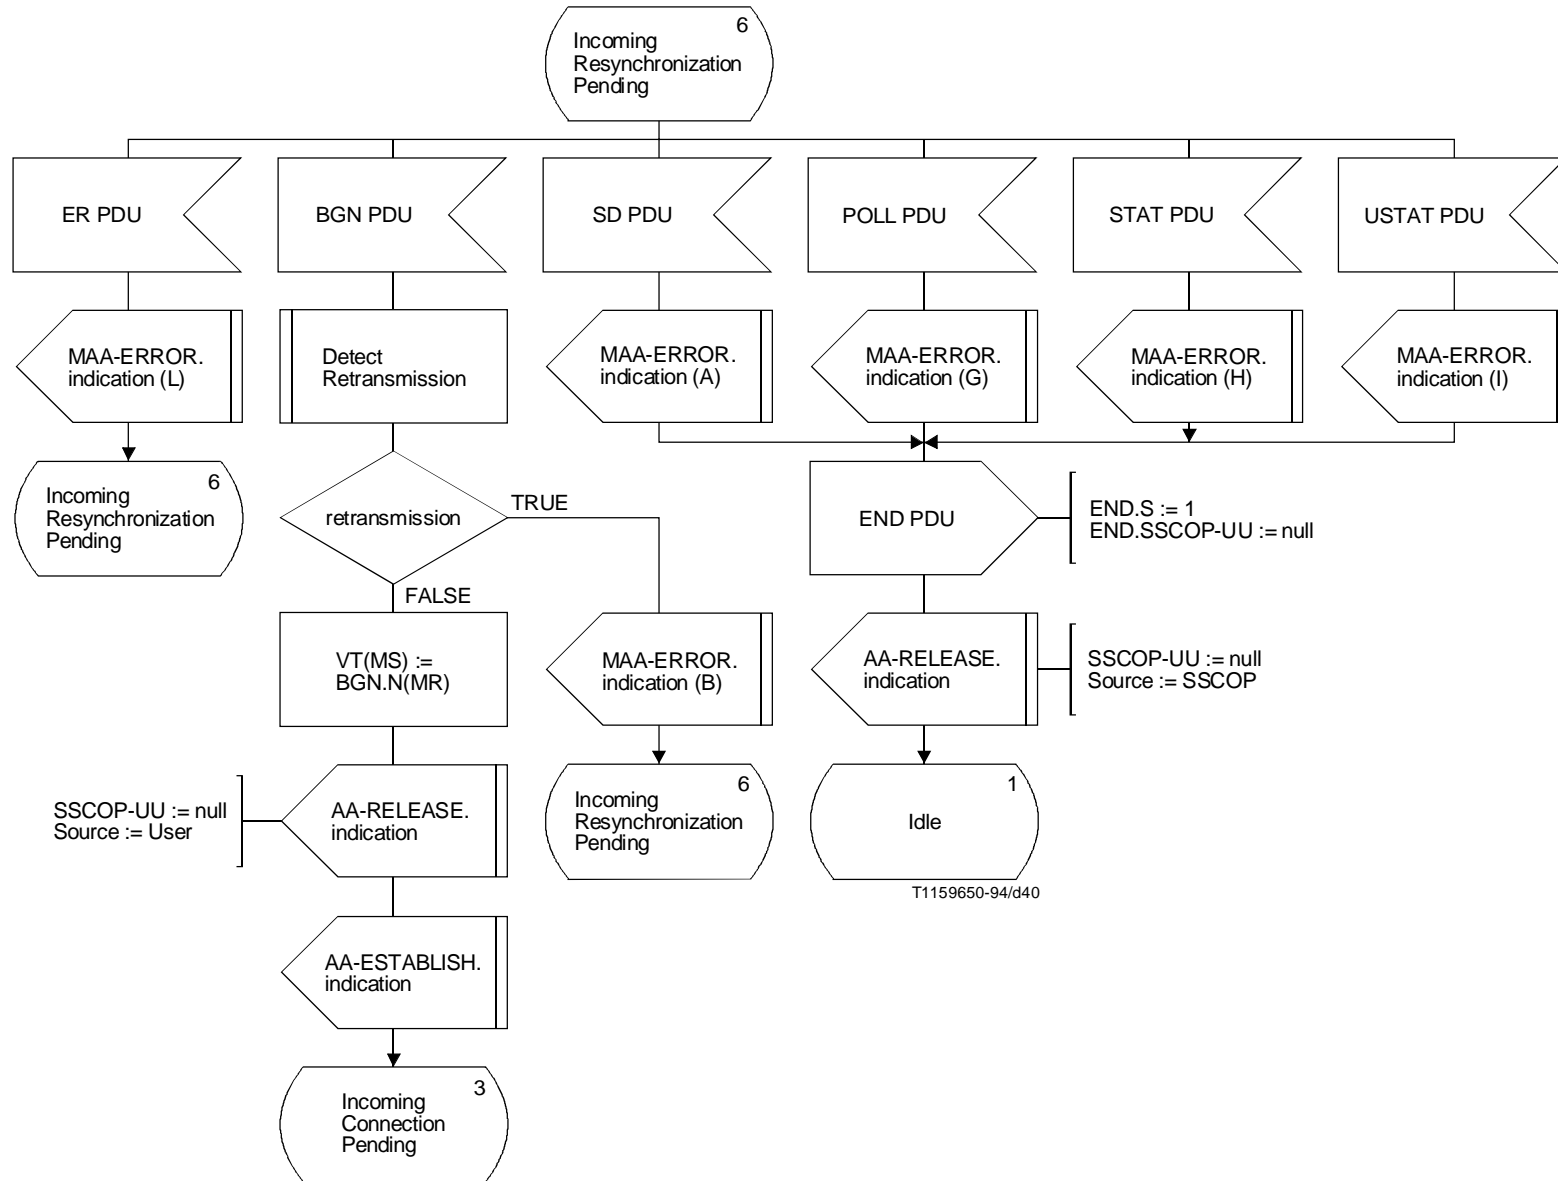 6
Incoming
Resynchronization
Pending
ER PDU
BGN PDU
SD PDU
POLL PDU
STAT PDU
USTAT PDU
MAA-ERROR.
indication (L)
Detect
Retransmission
MAA-ERROR.
indication (A)
MAA-ERROR.
indication (G)
MAA-ERROR.
indication (H)
MAA-ERROR.
indication (I)
6
Incoming
Resynchronization
Pending
retransmission
TRUE
FALSE
END PDU
END.S := 1
END.SSCOP-UU := null
VT(MS) :=
BGN.N(MR)
MAA-ERROR.
indication (B)
AA-RELEASE.
indication
SSCOP-UU := null
Source := SSCOP
SSCOP-UU := null
Source := User
AA-RELEASE.
indication
6
Incoming
Resynchronization
Pending
1
Idle
T1159650-94/d40
AA-ESTABLISH.
indication
3
Incoming
Connection
Pending